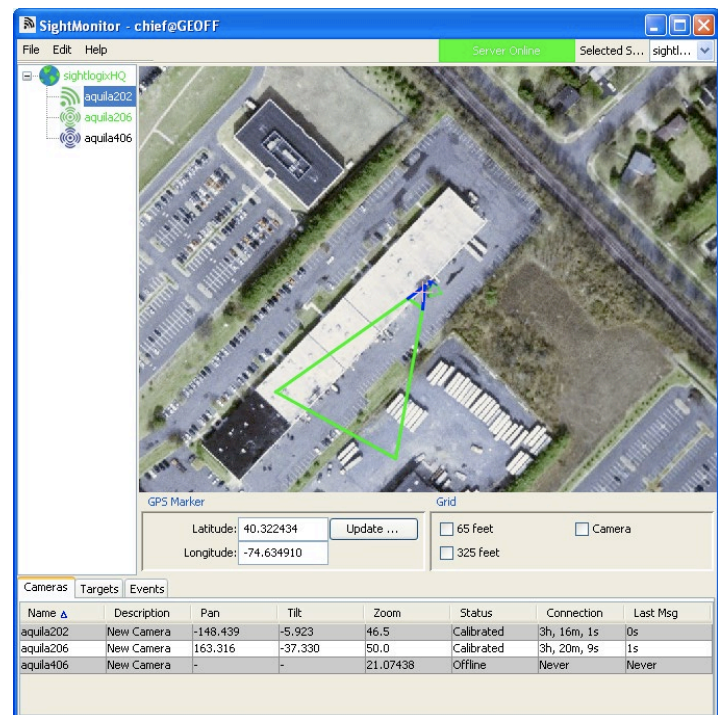 SightMonitor - chief@GEOFF
File Edit Help Server Online Selected S... sightl...
sightlogixHQ
aquila202
aquila206
aquila406
GPS Marker Grid
Latitude: 40.322434 Update ... 65 feet Camera
Longitude: -74.634910 325 feet
Cameras Targets Events
Name Description Pan Tilt Zoom Status Connection Last Msg
aquila202 New Camera -148.439 -5.923 46.5 Calibrated 3h, 16m, 1s 0s
aquila206 New Camera 163.316 -37.330 50.0 Calibrated 3h, 20m, 9s 1s
aquila406 New Camera - - 21.07438 Offline Never Never